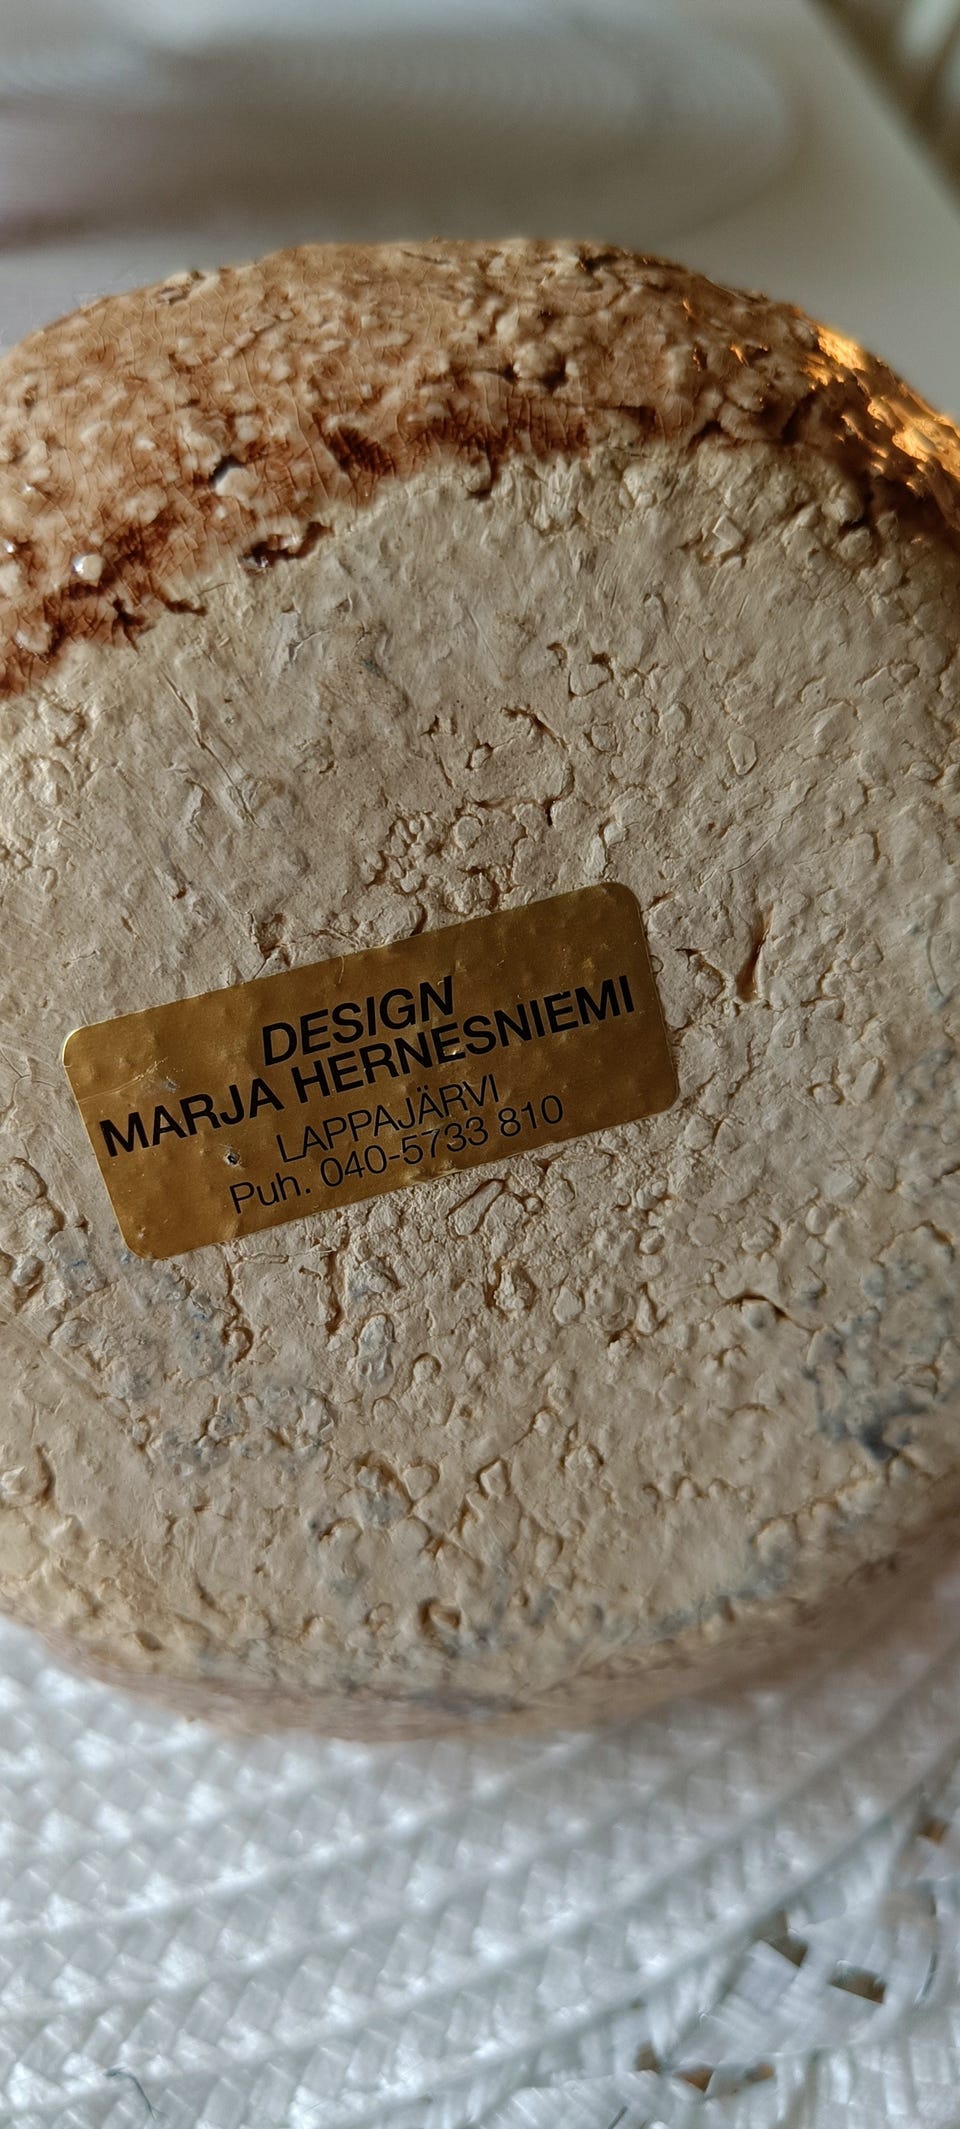 DESIGN
MARJA HERNESNIEMI
LAPPAJÄRVI
Puh. 040-5733 810